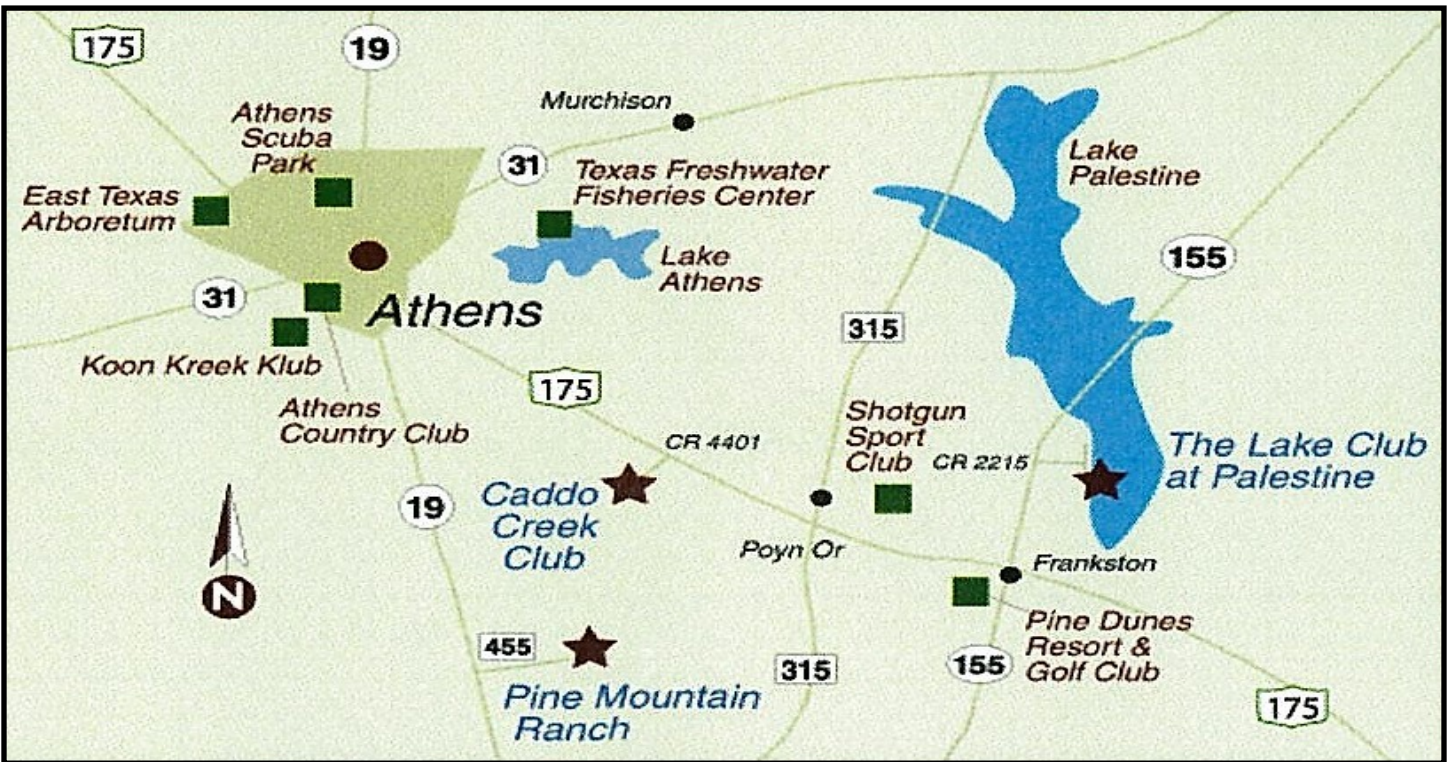 175
19
Murchison
Athens
Scuba
Park
31
Texas Freshwater
Fisheries Center
Lake
Palestine
East Texas
Arboretum
Lake
Athens
155
31
Athens
315
Koon Kreek Klub
175
Athens
Country Club
CR 4401
Shotgun
Sport
Club
CR 2215
The Lake Club
at Palestine
Caddo
Creek
Club
19
Poyn Or
Frankston
N
Pine Dunes
Resort &
Golf Club
455
315
155
175
Pine Mountain
Ranch